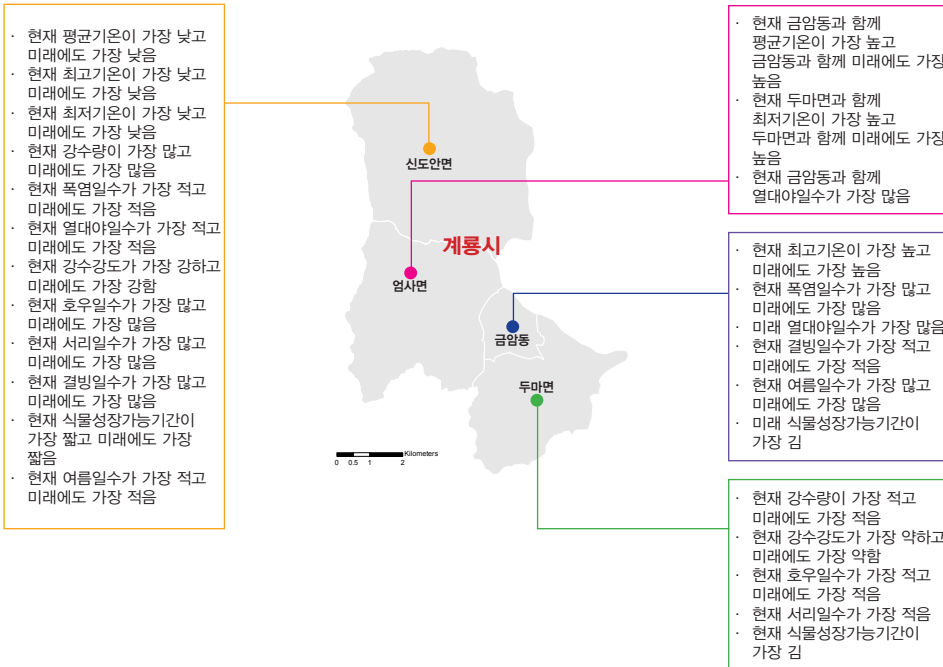 · 현재 평균기온이 가장 낮고
미래에도 가장 낮음
· 현재 최고기온이 가장 낮고
미래에도 가장 낮음
· 현재 최저기온이 가장 낮고
미래에도 가장 낮음
· 현재 강수량이 가장 많고
미래에도 가장 많음
· 현재 폭염일수가 가장 적고
미래에도 가장 적음
· 현재 열대야일수가 가장 적고
미래에도 가장 적음
· 현재 강수강도가 가장 강하고
미래에도 가장 강함
· 현재 호우일수가 가장 많고
미래에도 가장 많음
· 현재 서리일수가 가장 많고
미래에도 가장 많음
· 현재 결빙일수가 가장 많고
미래에도 가장 많음
· 현재 식물성장가능기간이
가장 짧고 미래에도 가장
짧음
· 현재 여름일수가 가장 적고
미래에도 가장 적음
신도안면
계룡시
엄사면
금암동
두마면
Kilometers
0 0.5 1 2
· 현재 금암동과 함께
평균기온이 가장 높고
금암동과 함께 미래에도 가장
높음
· 현재 두마면과 함께
최저기온이 가장 높고
두마면과 함께 미래에도 가장
높음
· 현재 금암동과 함께
열대야일수가 가장 많음
· 현재 최고기온이 가장 높고
미래에도 가장 높음
· 현재 폭염일수가 가장 많고
미래에도 가장 많음
· 미래 열대야일수가 가장 많음
· 현재 결빙일수가 가장 적고
미래에도 가장 적음
· 현재 여름일수가 가장 많고
미래에도 가장 많음
· 미래 식물성장가능기간이
가장 김
· 현재 강수량이 가장 적고
미래에도 가장 적음
· 현재 강수강도가 가장 약하고
미래에도 가장 약함
· 현재 호우일수가 가장 적고
미래에도 가장 적음
· 현재 서리일수가 가장 적음
· 현재 식물성장가능기간이
가장 김